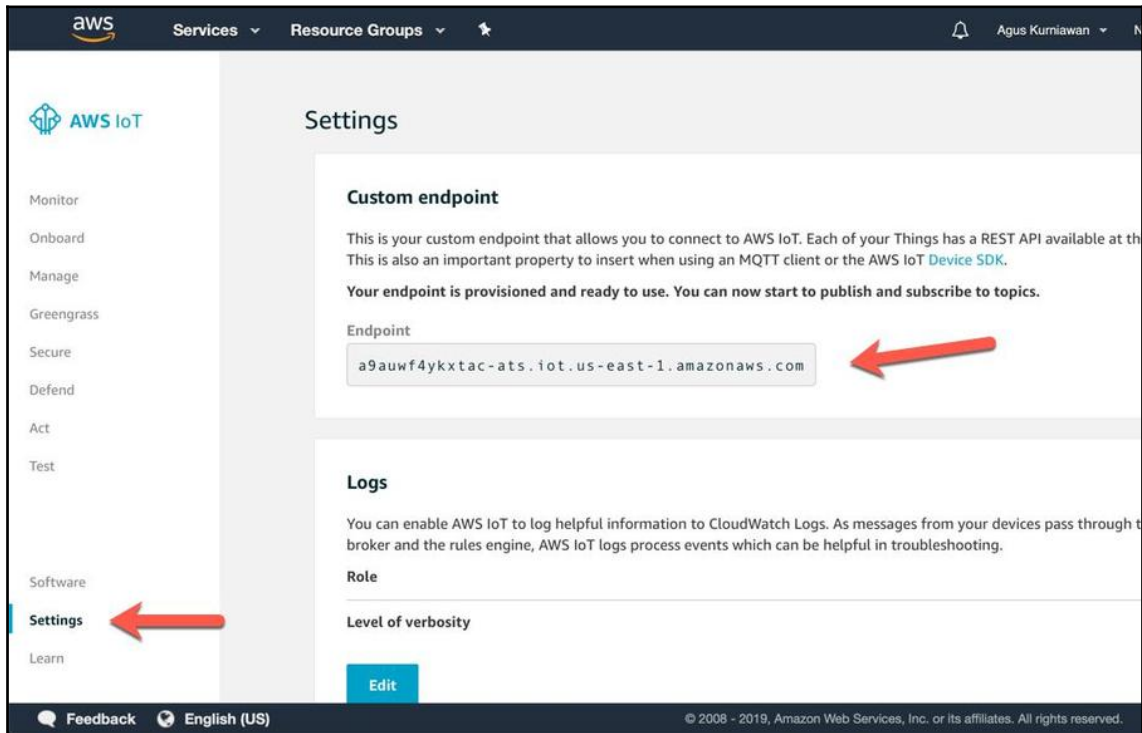 aws
Services
Resource Groups
Agus Kurniawan
AWS IoT
Monitor
Onboard
Manage
Greengrass
Secure
Defend
Act
Test
Software
Settings
Learn
Settings
Custom endpoint
This is your custom endpoint that allows you to connect to AWS IoT. Each of your Things has a REST API available at th
This is also an important property to insert when using an MQTT client or the AWS IoT Device SDK.
Your endpoint is provisioned and ready to use. You can now start to publish and subscribe to topics.
Endpoint
a9auwf4ykxtac-ats.iot.us-east-1.amazonaws.com
Logs
You can enable AWS IoT to log helpful information to CloudWatch Logs. As messages from your devices pass through t
broker and the rules engine, AWS IoT logs process events which can be helpful in troubleshooting.
Role
Level of verbosity
Edit
Feedback
English (US)
© 2008 - 2019, Amazon Web Services, Inc. or its affiliates. All rights reserved.